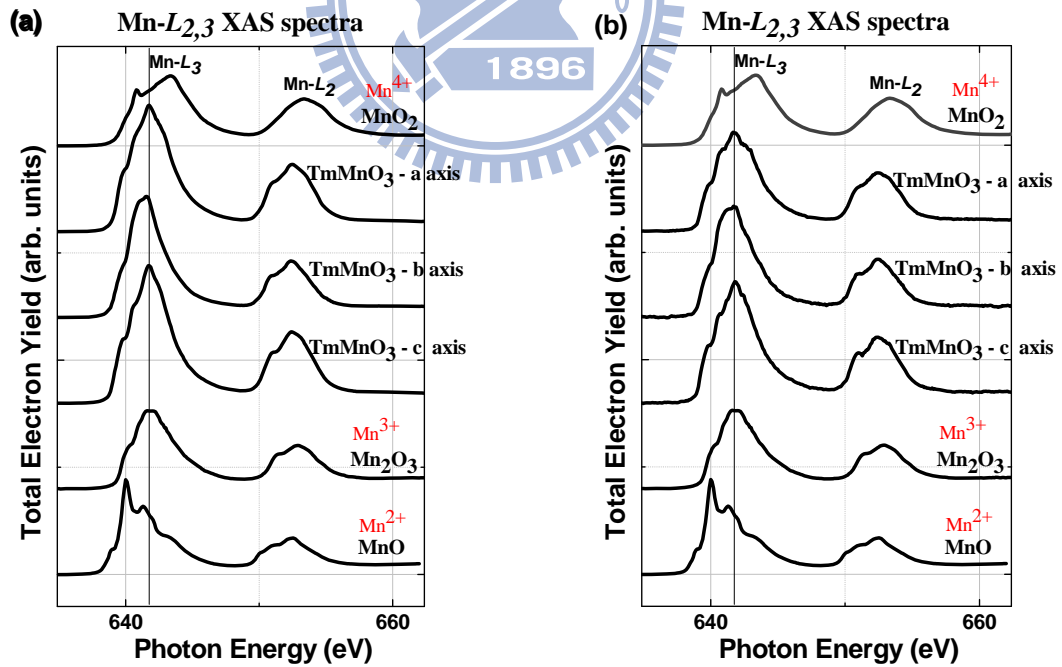 (a)
Mn-L2,3 XAS spectra
1896
Mn-L3
Mn-L2
Mn4+
MnO2
TmMnO3 - a axis
TmMnO3 - b axis
TmMnO3 - c axis
Mn3+
Mn2O3
Mn2+
MnO
Total Electron Yield (arb. units)
640
660
Photon Energy (eV)
(b)
Mn-L2,3 XAS spectra
Mn-L3
Mn-L2
Mn4+
MnO2
TmMnO3 - a axis
TmMnO3 - b axis
TmMnO3 - c axis
Mn3+
Mn2O3
Mn2+
MnO
Total Electron Yield (arb. units)
640
660
Photon Energy (eV)